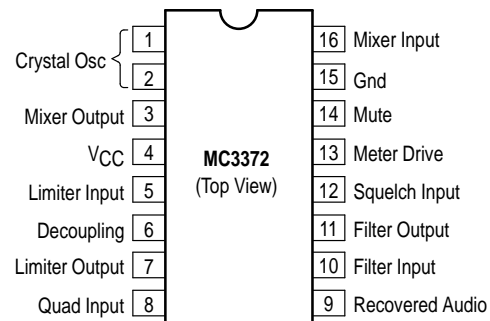 Crystal Osc
1
2
Mixer Output 3
VCC 4
Limiter Input 5
Decoupling 6
Limiter Output 7
Quad Input 8
MC3372
(Top View)
16 Mixer Input
15 Gnd
14 Mute
13 Meter Drive
12 Squelch Input
11 Filter Output
10 Filter Input
9 Recovered Audio